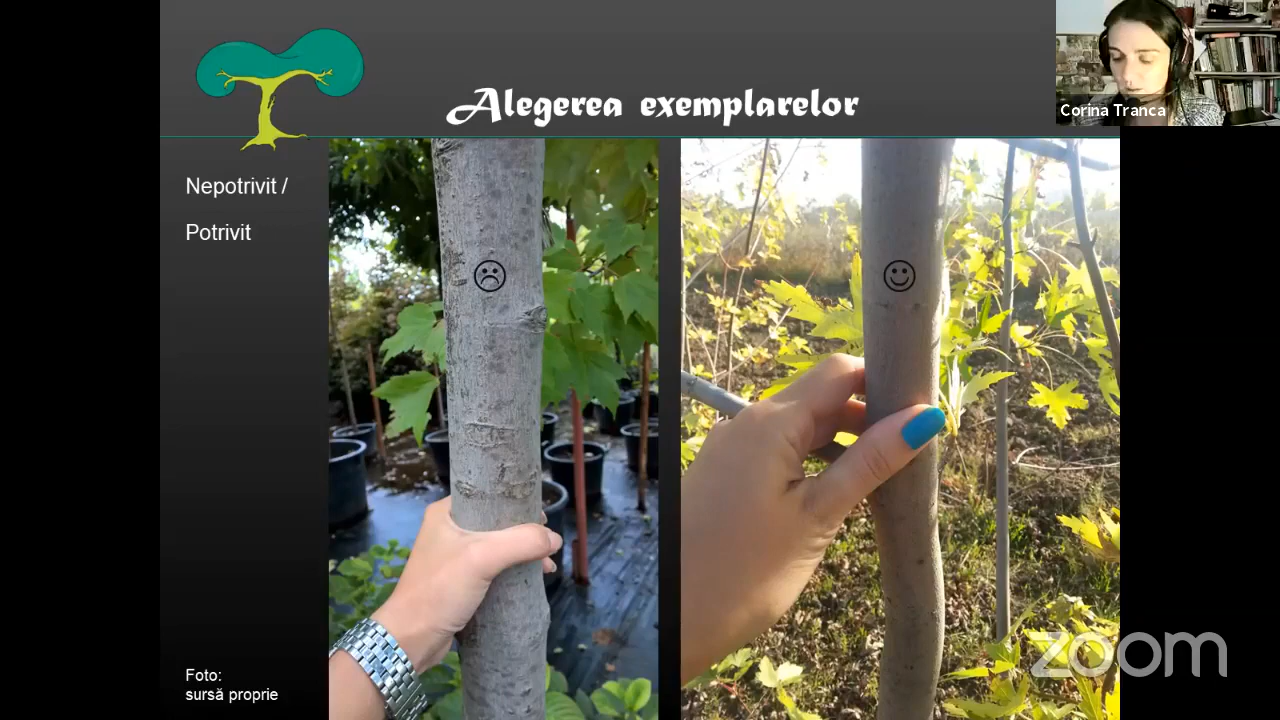 Alegerea exemplarelor
Corina Tranca
Nepotrivit /
Potrivit
Foto:
sursă proprie
zoom